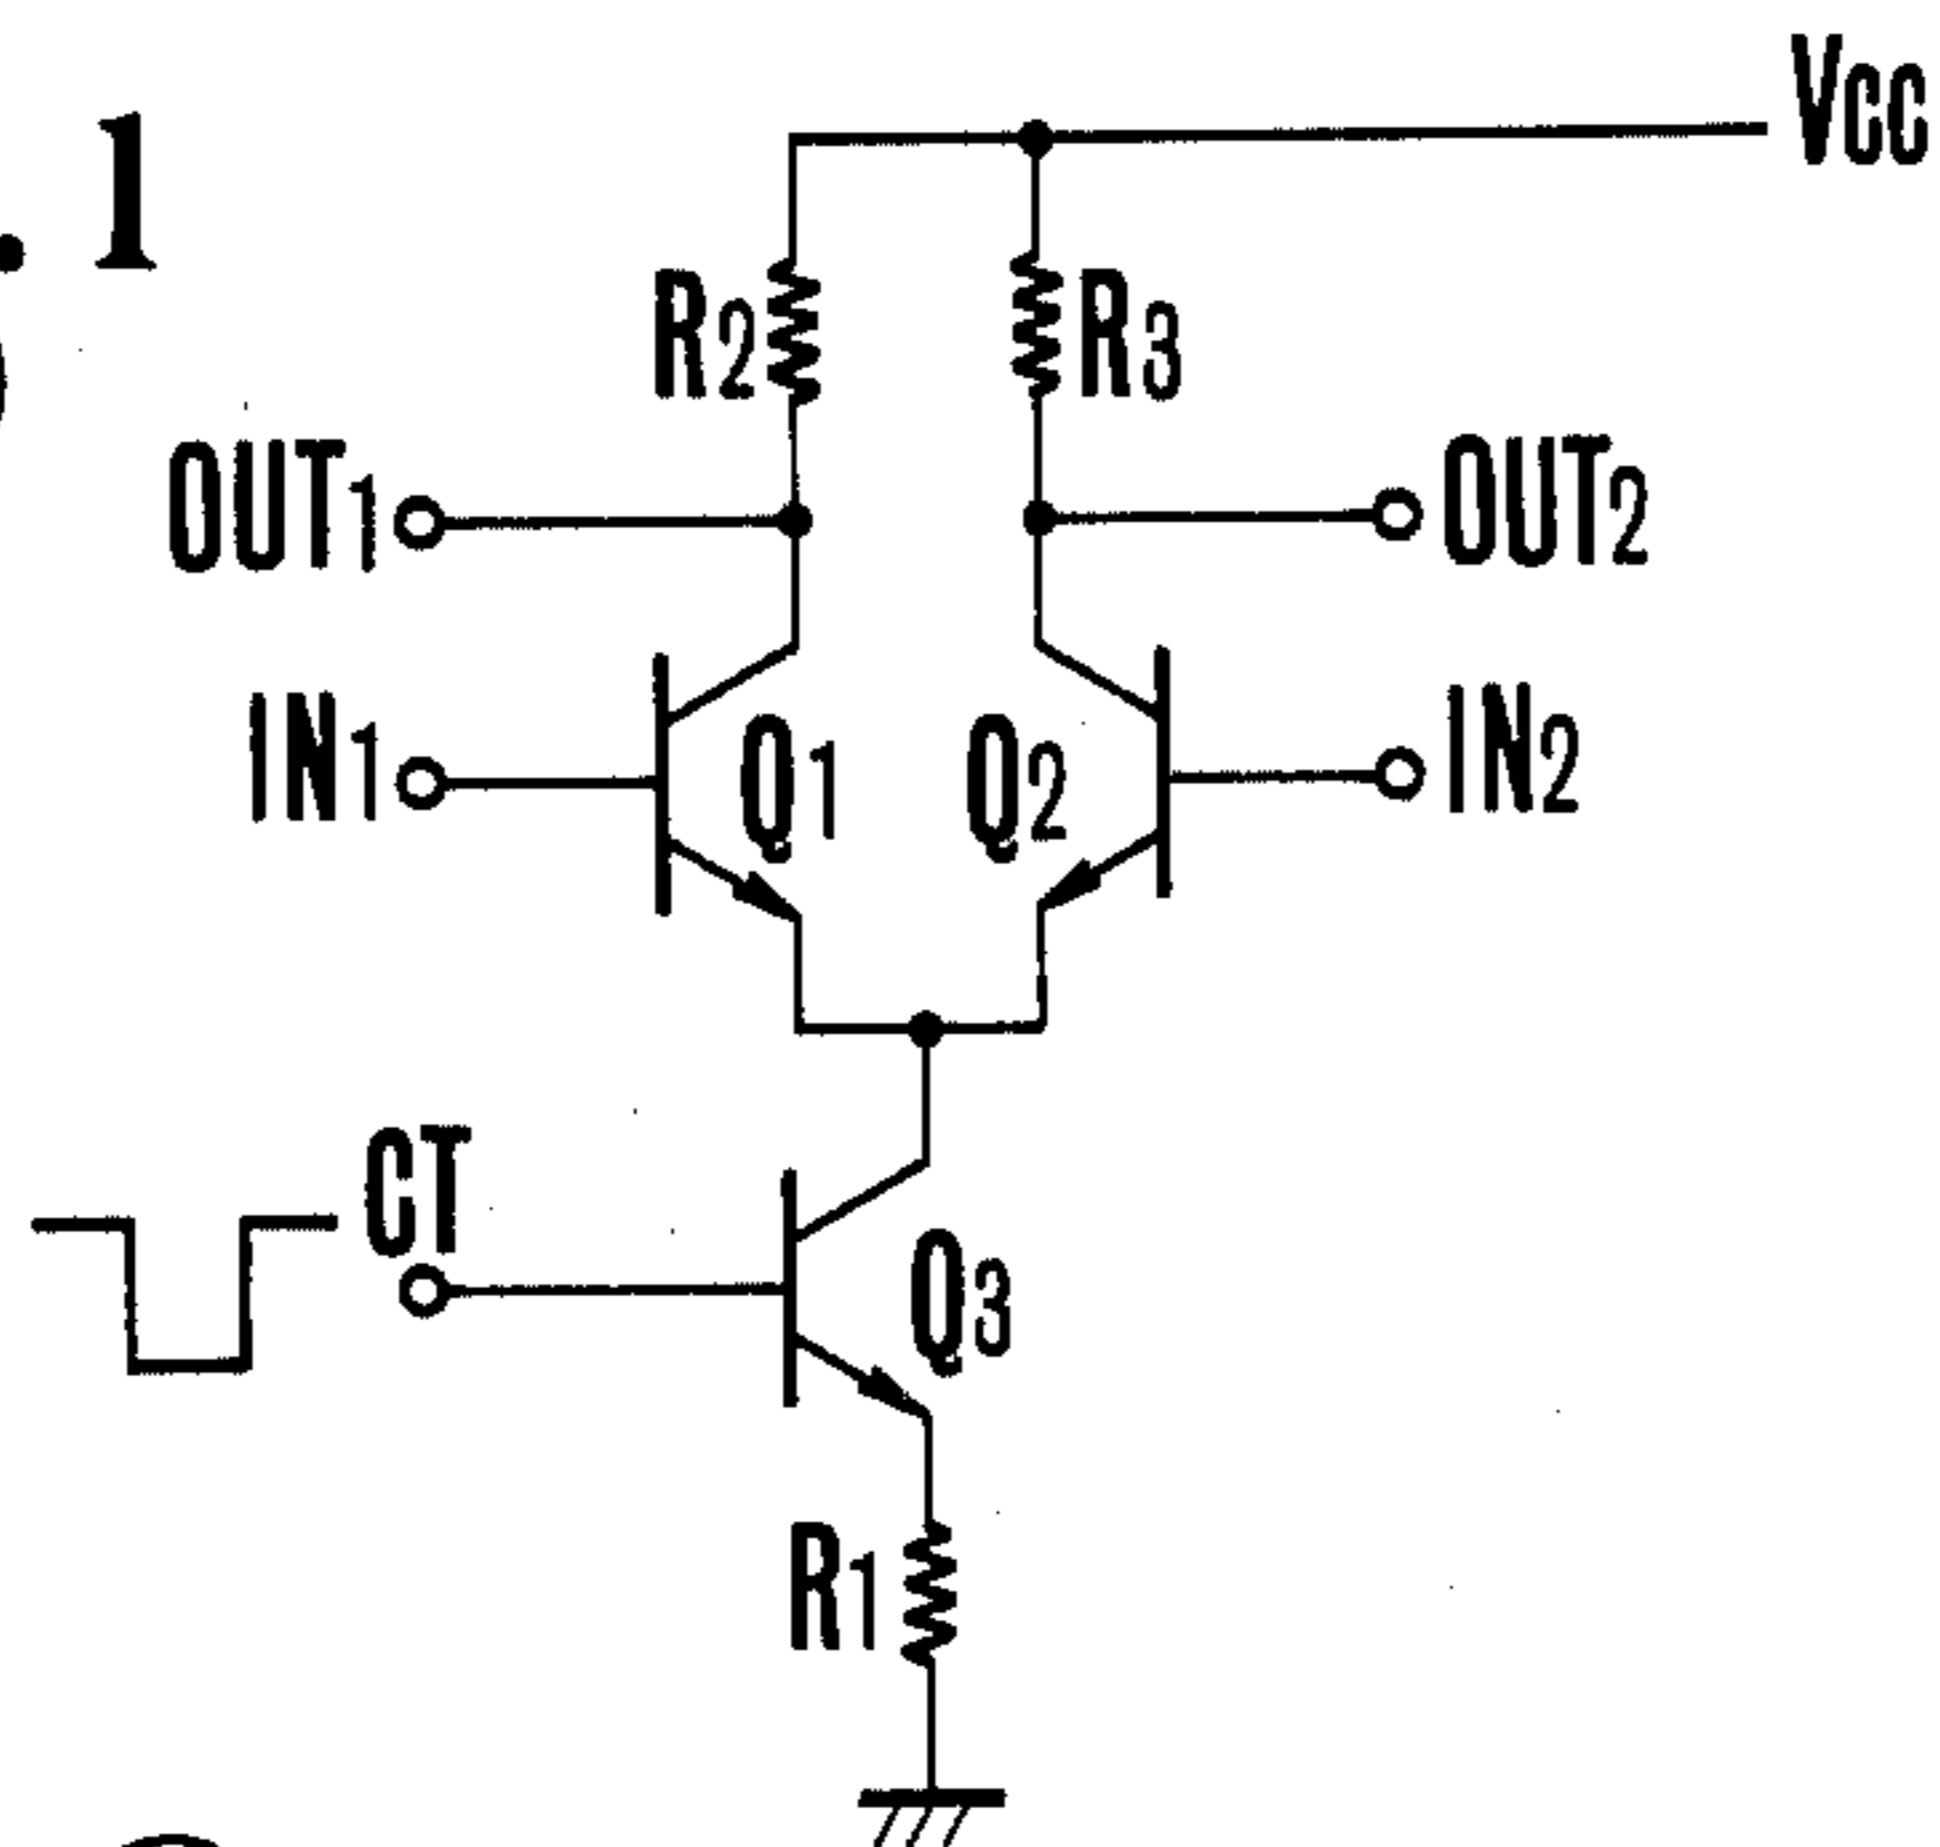 . 1
VCC
R2 R3
OUT1 OUT2
IN1 Q1 Q2 IN2
CT
Q3
R1